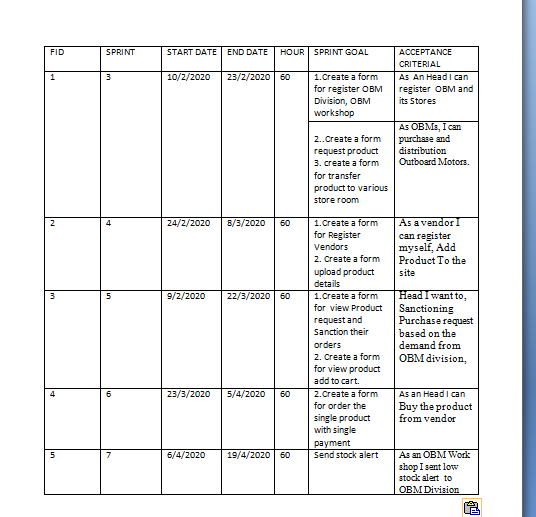 FID SPRINT START DATE END DATE HOUR SPRINT GOAL ACCEPTANCE
CRITERIAL
1 3 10/2/2020 23/2/2020 60 1.Create a form As An Head I can
for register OBM register OBM and
Division, OBM its Stores
workshop
As OBMs, I can
2..Create a form purchase and
request product distribution
3. create a form Outboard Motors.
for transfer
product to various
store room
2 4 24/2/2020 8/3/2020 60 1.Create a form As a vendor I
for Register can register
Vendors myself, Add
2. Create a form Product To the
upload product site
details
3 5 9/2/2020 22/3/2020 60 1.Create a form Head I want to,
for view Product Sanctioning
request and Purchase request
Sanction their based on the
orders demand from
2. Create a form OBM division,
for view product
add to cart.
4 6 23/3/2020 5/4/2020 60 2.Create a form As an Head I can
for order the Buy the product
single product from vendor
with single
payment
5 7 6/4/2020 19/4/2020 60 Send stock alert As an OBM Work
shop I sent low
stock alert to
OBM Division